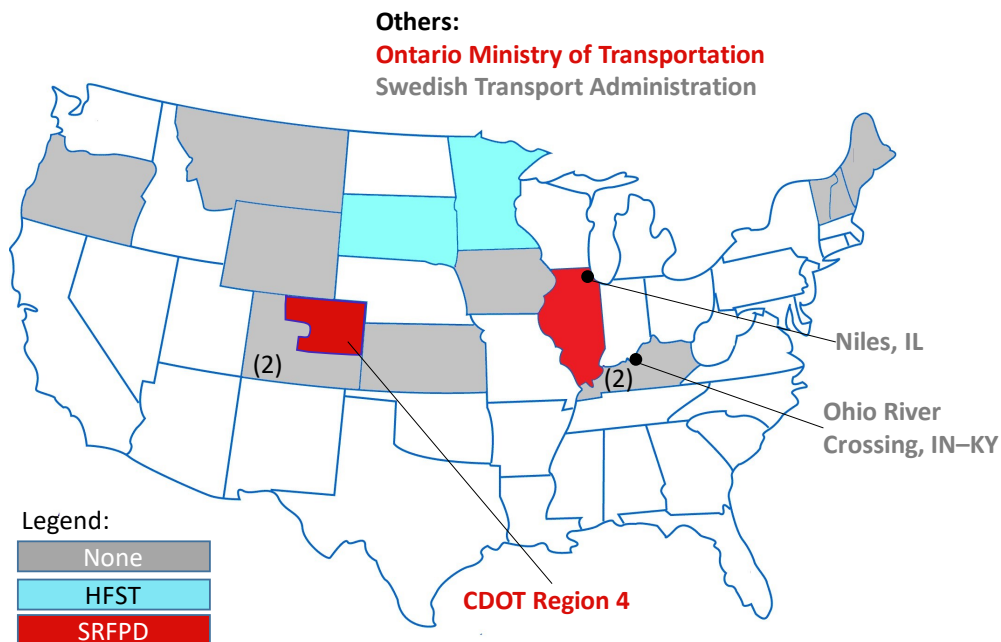 Others:
Ontario Ministry of Transportation
Swedish Transport Administration
Niles, IL
(2)
(2)
Ohio River
Crossing, IN–KY
Legend:
None
HFST
SRFPD
CDOT Region 4